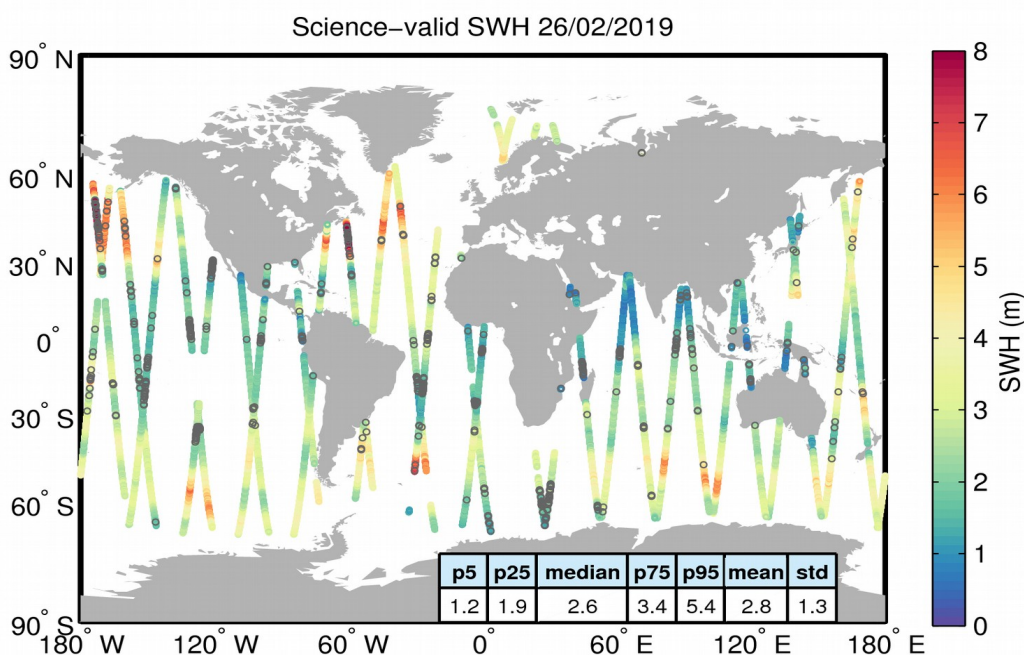 Science−valid SWH 26/02/2019
90° N
60° N
30° N
0°
30° S
60° S
90° S
180° W
120° W
60° W
0°
60° E
120° E
180° E
p5 p25 median p75 p95 mean std
1.2 1.9 2.6 3.4 5.4 2.8 1.3
8
7
6
5
4
3
2
1
0
SWH (m)